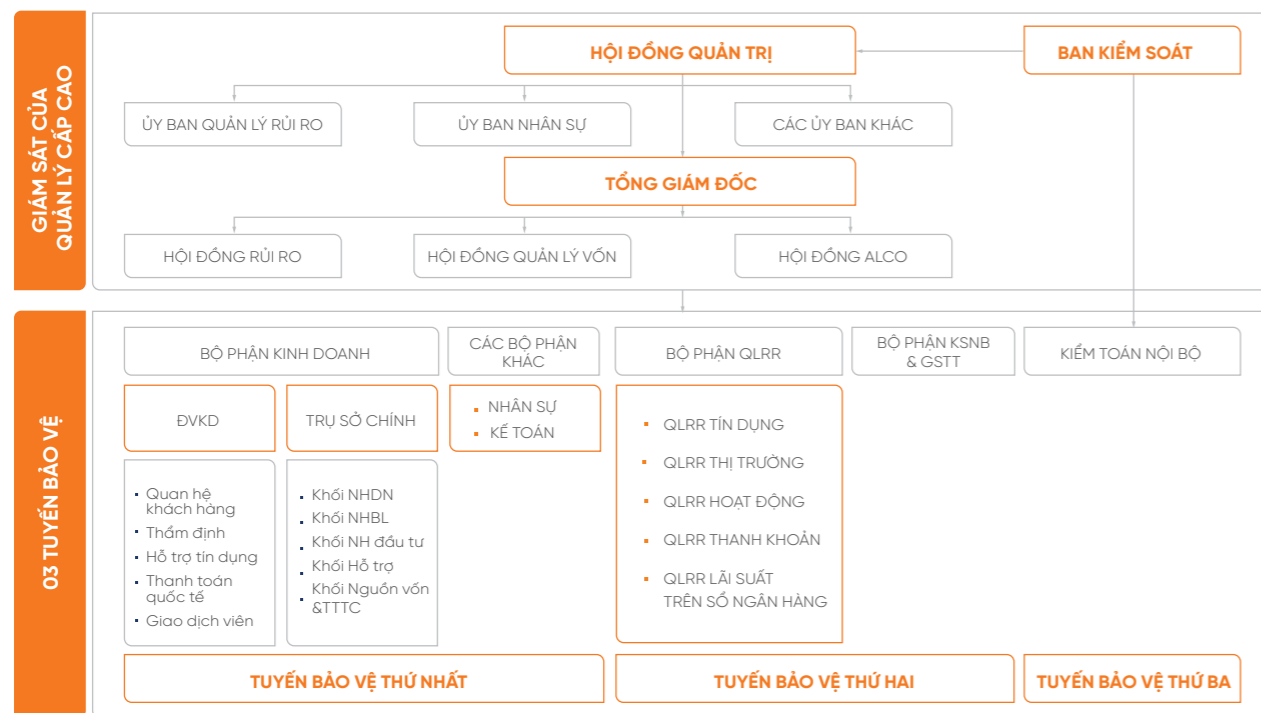 GIÁM SÁT CỦA
QUẢN LÝ CẤP CAO
HỘI ĐỒNG QUẢN TRỊ
BAN KIỂM SOÁT
ỦY BAN QUẢN LÝ RỦI RO
ỦY BAN NHÂN SỰ
CÁC ỦY BAN KHÁC
TỔNG GIÁM ĐỐC
HỘI ĐỒNG RỦI RO
HỘI ĐỒNG QUẢN LÝ VỐN
HỘI ĐỒNG ALCO
03 TUYẾN BẢO VỆ
BỘ PHẬN KINH DOANH
CÁC BỘ PHẬN
KHÁC
BỘ PHẬN QLRR
BỘ PHẬN KSNB
& GSTT
KIỂM TOÁN NỘI BỘ
ĐVKD
TRỤ SỞ CHÍNH
▪ NHÂN SỰ
▪ KẾ TOÁN
▪ Quan hệ
khách hàng
▪ Thẩm định
▪ Hỗ trợ tín dụng
▪ Thanh toán
quốc tế
▪ Giao dịch viên
▪ Khối NHDN
▪ Khối NHBL
▪ Khối NH đầu tư
▪ Khối Hỗ trợ
▪ Khối Nguồn vốn
&TTTC
▪ QLRR TÍN DỤNG
▪ QLRR THỊ TRƯỜNG
▪ QLRR HOẠT ĐỘNG
▪ QLRR THANH KHOẢN
▪ QLRR LÃI SUẤT
TRÊN SỔ NGÂN HÀNG
TUYẾN BẢO VỆ THỨ NHẤT
TUYẾN BẢO VỆ THỨ HAI
TUYẾN BẢO VỆ THỨ BA